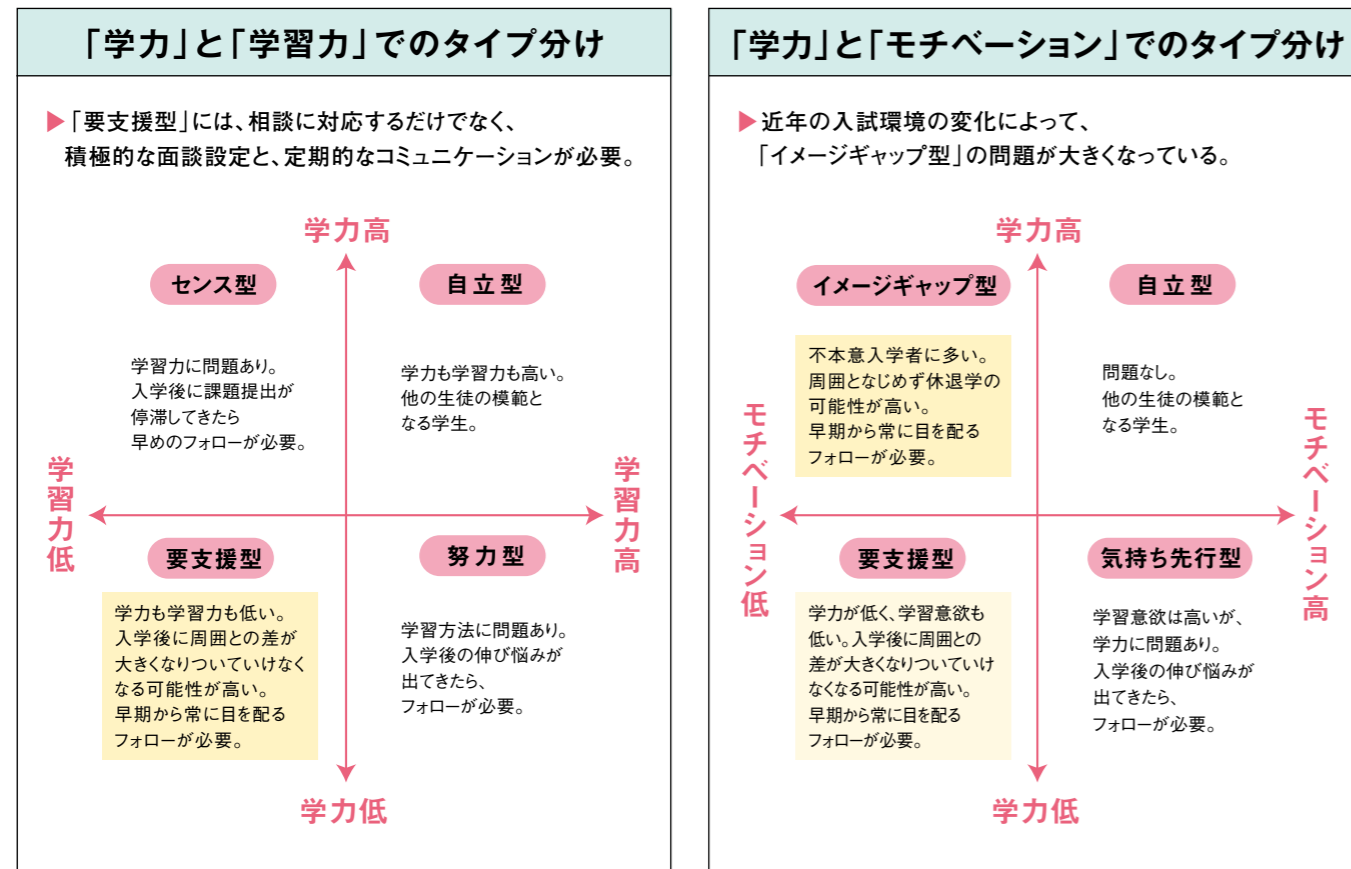 「学力」と「学習力」でのタイプ分け
▶「要支援型」には、相談に対応するだけでなく、
積極的な面談設定と、定期的なコミュニケーションが必要。
学力高
センス型
自立型
学習力に問題あり。
入学後に課題提出が
停滞してきたら
早めのフォローが必要。
学力も学習力も高い。
他の生徒の模範と
なる学生。
学習力低
学習力高
要支援型
努力型
学力も学習力も低い。
入学後に周囲との差が
大きくなりついていけなく
なる可能性が高い。
早期から常に目を配る
フォローが必要。
学習方法に問題あり。
入学後の伸び悩みが
出てきたら、
フォローが必要。
学力低
「学力」と「モチベーション」でのタイプ分け
▶近年の入試環境の変化によって、
「イメージギャップ型」の問題が大きくなっている。
学力高
イメージギャップ型
自立型
不本意入学者に多い。
周囲となじめず休退学の
可能性が高い。
早期から常に目を配る
フォローが必要。
問題なし。
他の生徒の模範と
なる学生。
モチベーション低
モチベーション高
要支援型
気持ち先行型
学力が低く、学習意欲も
低い。入学後に周囲との
差が大きくなりついていけ
なくなる可能性が高い。
早期から常に目を配る
フォローが必要。
学習意欲は高いが、
学力に問題あり。
入学後の伸び悩みが
出てきたら、
フォローが必要。
学力低